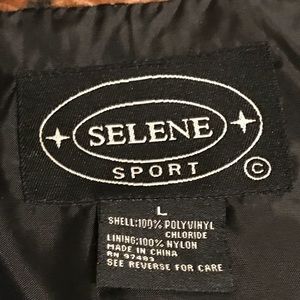 SELENE
SPORT
©
L
SHELL:100% POLYVINYL
CHLORIDE
LINING:100% NYLON
MADE IN CHINA
RN 97483
SEE REVERSE FOR CARE